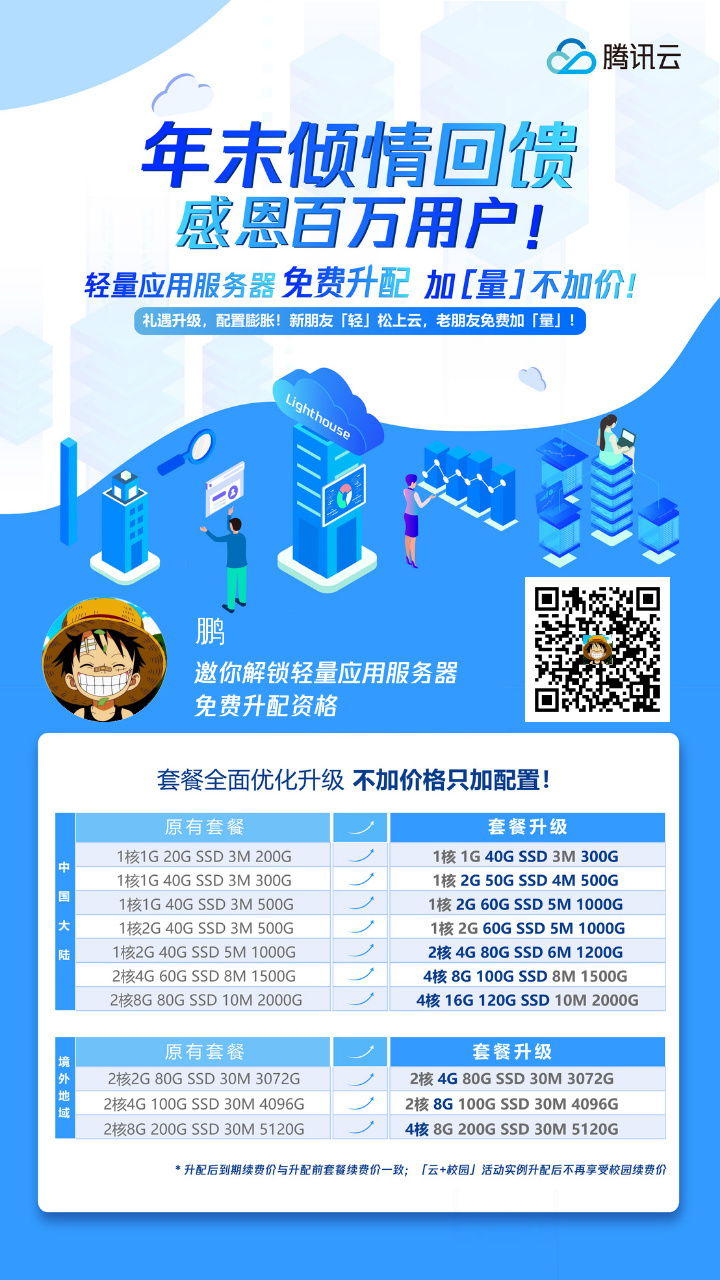 腾讯云
年末倾情回馈
感恩百万用户!
轻量应用服务器 免费升配 加[量]不加价!
礼遇升级,配置膨胀!新朋友「轻」松上云,老朋友免费加「量」!
Lighthouse
鹏
邀你解锁轻量应用服务器
免费升配资格
套餐全面优化升级 不加价格只加配置!
中国大陆
原有套餐 套餐升级
1核1G 20G SSD 3M 200G 1核 1G 40G SSD 3M 300G
1核1G 40G SSD 3M 300G 1核 2G 50G SSD 4M 500G
1核1G 40G SSD 3M 500G 1核 2G 60G SSD 5M 1000G
1核2G 40G SSD 3M 500G 1核 2G 60G SSD 5M 1000G
1核2G 40G SSD 5M 1000G 2核 4G 80G SSD 6M 1200G
2核4G 60G SSD 8M 1500G 4核 8G 100G SSD 8M 1500G
2核8G 80G SSD 10M 2000G 4核 16G 120G SSD 10M 2000G
境外地域
原有套餐 套餐升级
2核2G 80G SSD 30M 3072G 2核 4G 80G SSD 30M 3072G
2核4G 100G SSD 30M 4096G 2核 8G 100G SSD 30M 4096G
2核8G 200G SSD 30M 5120G 4核 8G 200G SSD 30M 5120G
* 升配后到期续费价与升配前套餐续费价一致;「云+校园」活动实例升配后不再享受校园续费价